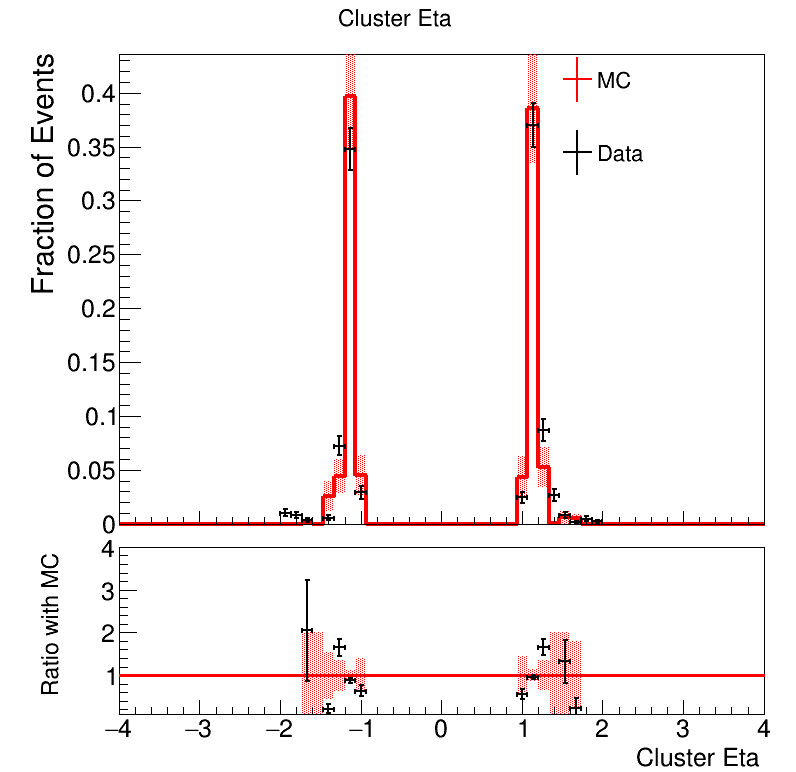 Cluster Eta
Fraction of Events
0.4
0.35
0.3
0.25
0.2
0.15
0.1
0.05
0
MC
Data
Ratio with MC
4
3
2
1
−4 −3 −2 −1 0 1 2 3 4
Cluster Eta